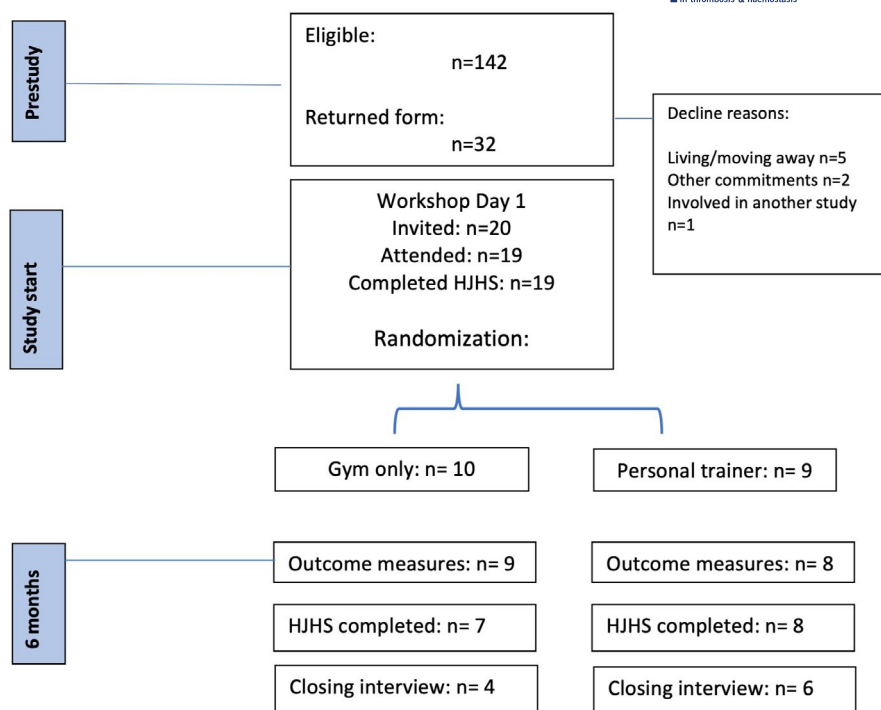 in thrombosis & haemostasis
Prestudy
Eligible:
n=142
Returned form:
n=32
Decline reasons:
Living/moving away n=5
Other commitments n=2
Involved in another study
n=1
Study start
Workshop Day 1
Invited: n=20
Attended: n=19
Completed HJHS: n=19
Randomization:
Gym only: n= 10
Personal trainer: n= 9
6 months
Outcome measures: n= 9
Outcome measures: n= 8
HJHS completed: n= 7
HJHS completed: n= 8
Closing interview: n= 4
Closing interview: n= 6